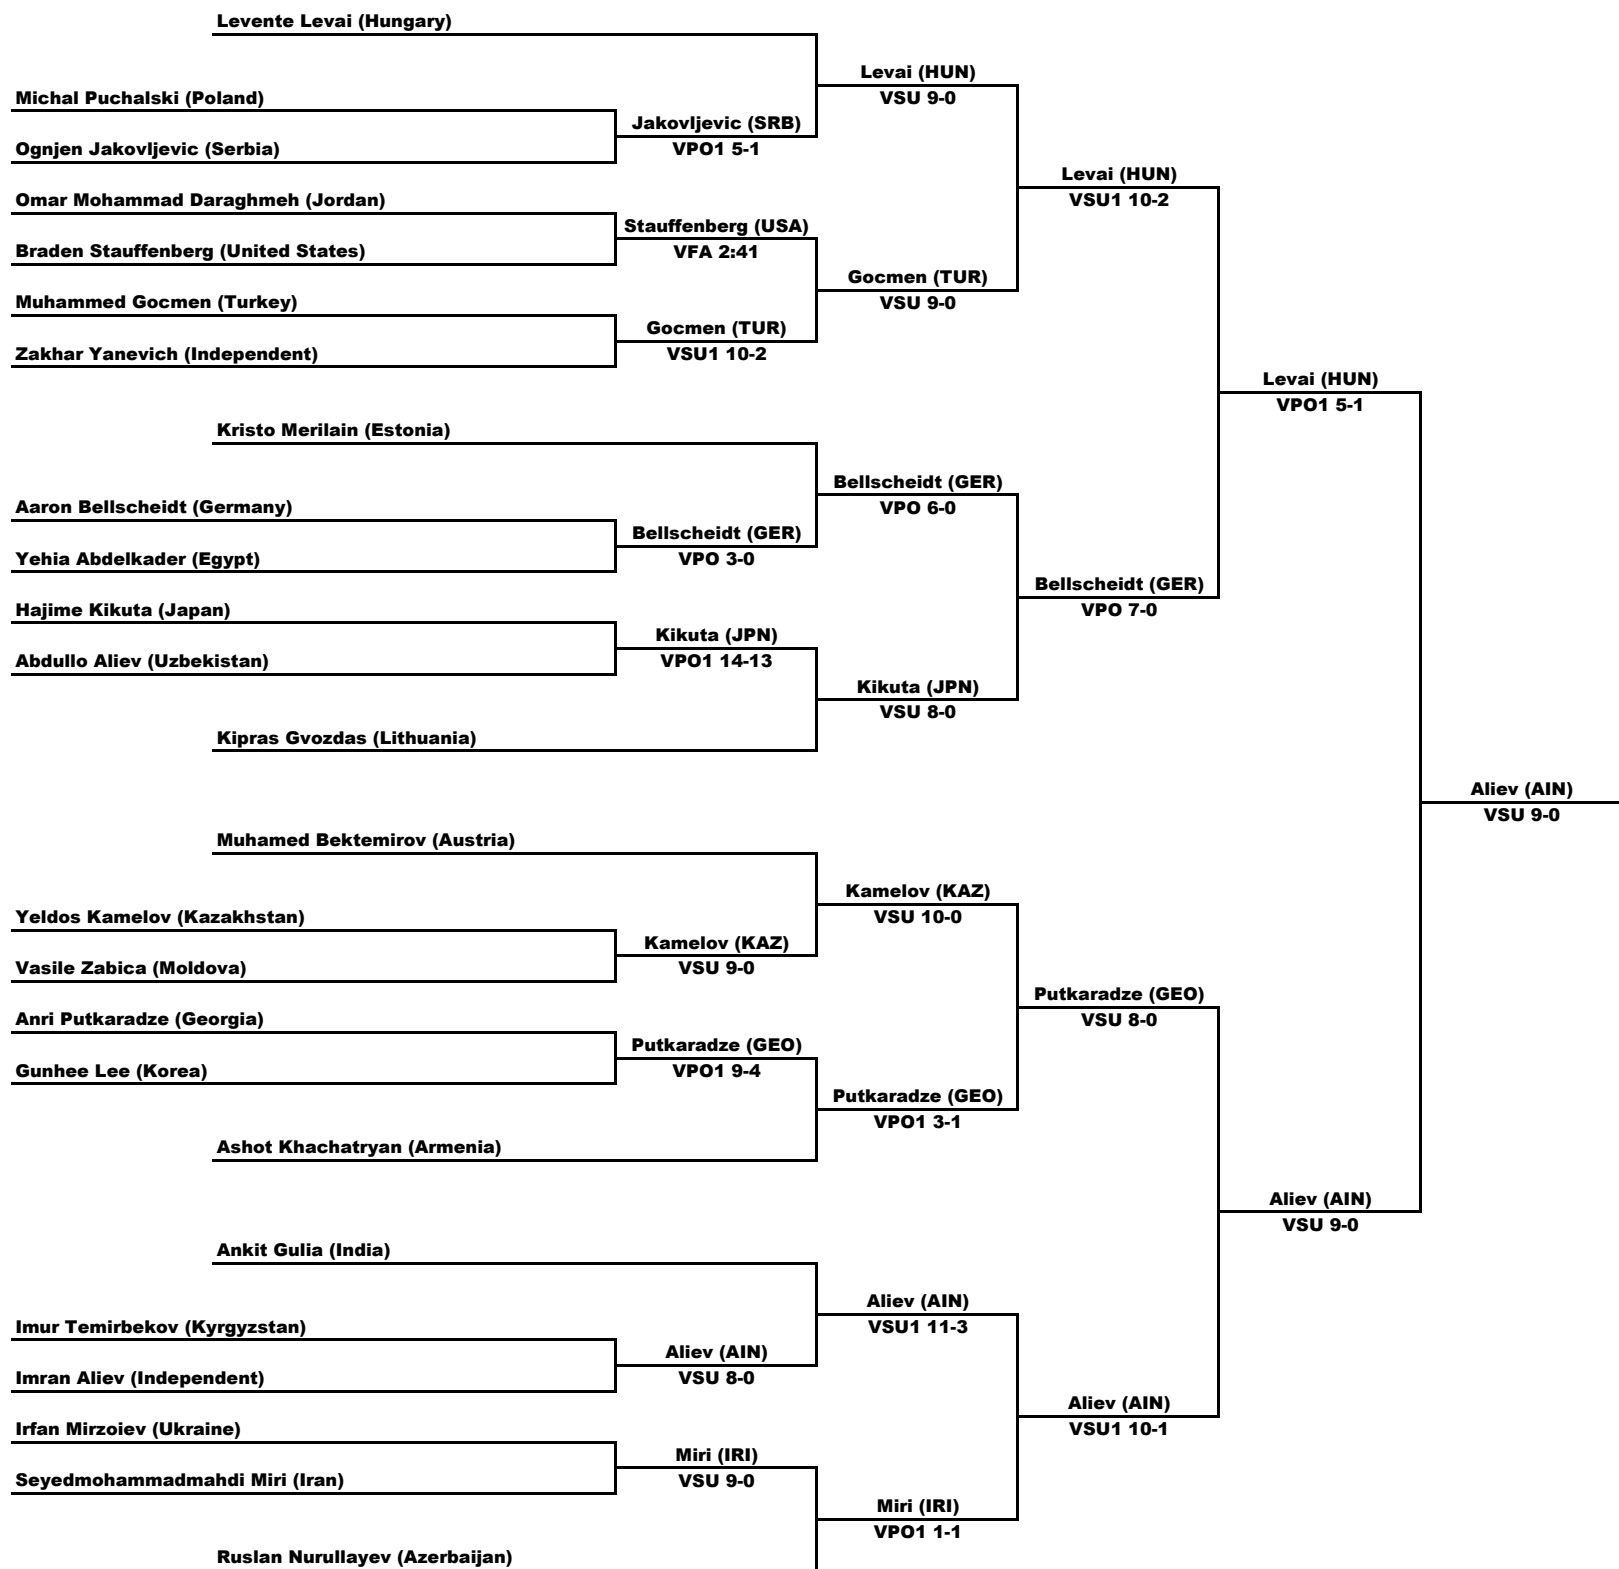 Levente Levai (Hungary)
Levai (HUN)
VSU 9-0
Michal Puchalski (Poland)
Jakovljevic (SRB)
VPO1 5-1
Ognjen Jakovljevic (Serbia)
Levai (HUN)
VSU1 10-2
Omar Mohammad Daraghmeh (Jordan)
Stauffenberg (USA)
VFA 2:41
Braden Stauffenberg (United States)
Gocmen (TUR)
VSU 9-0
Muhammed Gocmen (Turkey)
Gocmen (TUR)
VSU1 10-2
Zakhar Yanevich (Independent)
Levai (HUN)
VPO1 5-1
Kristo Merilain (Estonia)
Bellscheidt (GER)
VPO 6-0
Aaron Bellscheidt (Germany)
Bellscheidt (GER)
VPO 3-0
Yehia Abdelkader (Egypt)
Bellscheidt (GER)
VPO 7-0
Hajime Kikuta (Japan)
Kikuta (JPN)
VPO1 14-13
Abdullo Aliev (Uzbekistan)
Kikuta (JPN)
VSU 8-0
Kipras Gvozdas (Lithuania)
Aliev (AIN)
VSU 9-0
Muhamed Bektemirov (Austria)
Kamelov (KAZ)
VSU 10-0
Yeldos Kamelov (Kazakhstan)
Kamelov (KAZ)
VSU 9-0
Vasile Zabica (Moldova)
Putkaradze (GEO)
VSU 8-0
Anri Putkaradze (Georgia)
Putkaradze (GEO)
VPO1 9-4
Gunhee Lee (Korea)
Putkaradze (GEO)
VPO1 3-1
Ashot Khachatryan (Armenia)
Aliev (AIN)
VSU 9-0
Ankit Gulia (India)
Aliev (AIN)
VSU1 11-3
Imur Temirbekov (Kyrgyzstan)
Aliev (AIN)
VSU 8-0
Imran Aliev (Independent)
Aliev (AIN)
VSU1 10-1
Irfan Mirzoiev (Ukraine)
Miri (IRI)
VSU 9-0
Seyedmohammadmahdi Miri (Iran)
Miri (IRI)
VPO1 1-1
Ruslan Nurullayev (Azerbaijan)